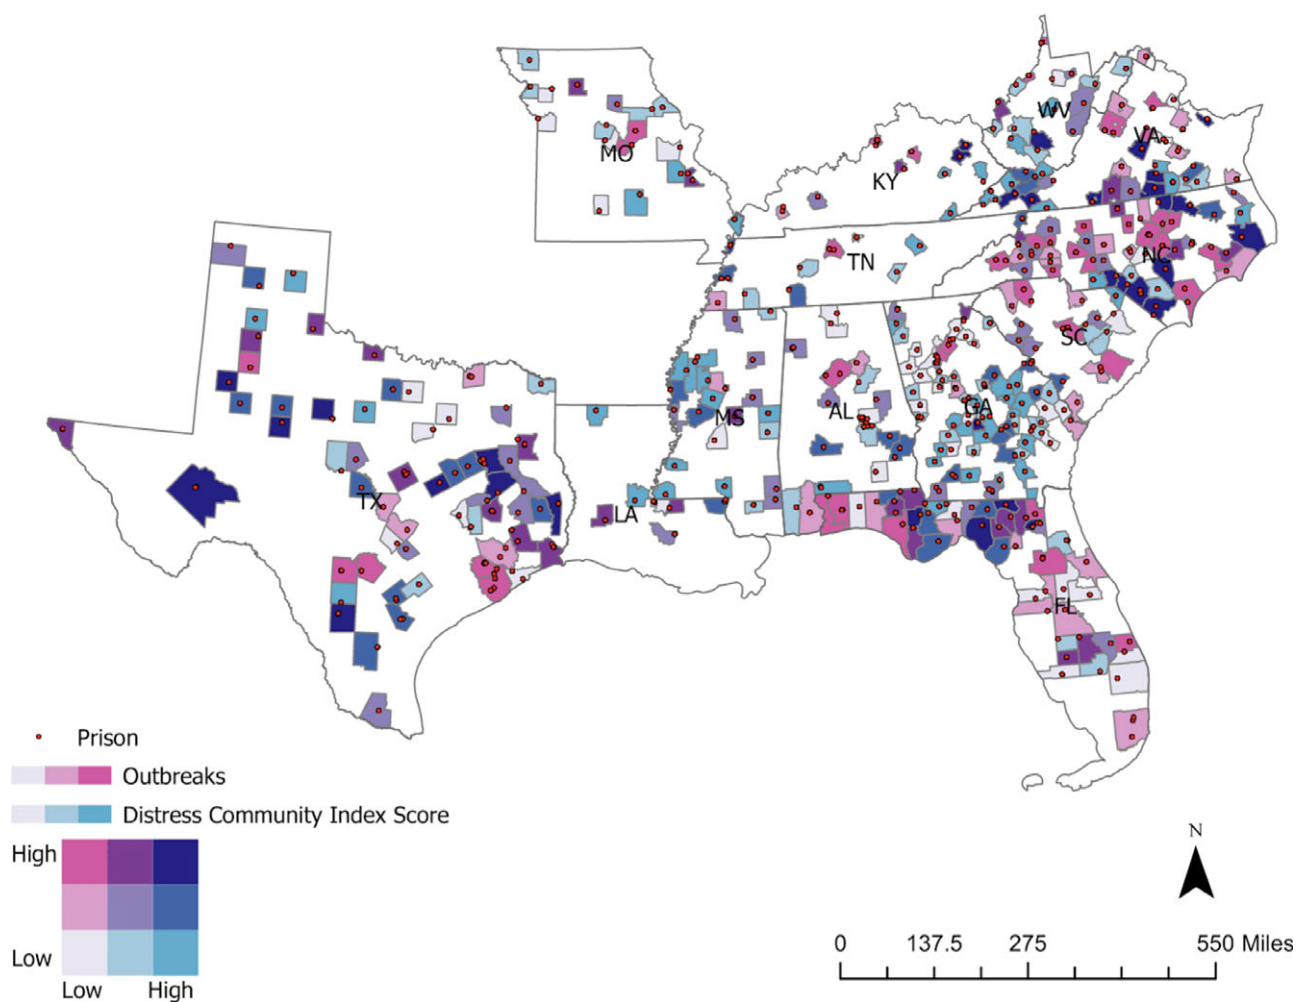 WV
VA
MO
KY
NC
TN
SC
MS
AL
GA
TX
LA
FL
Prison
Outbreaks
Distress Community Index Score
High
Low
Low High
N
0 137.5 275 550 Miles